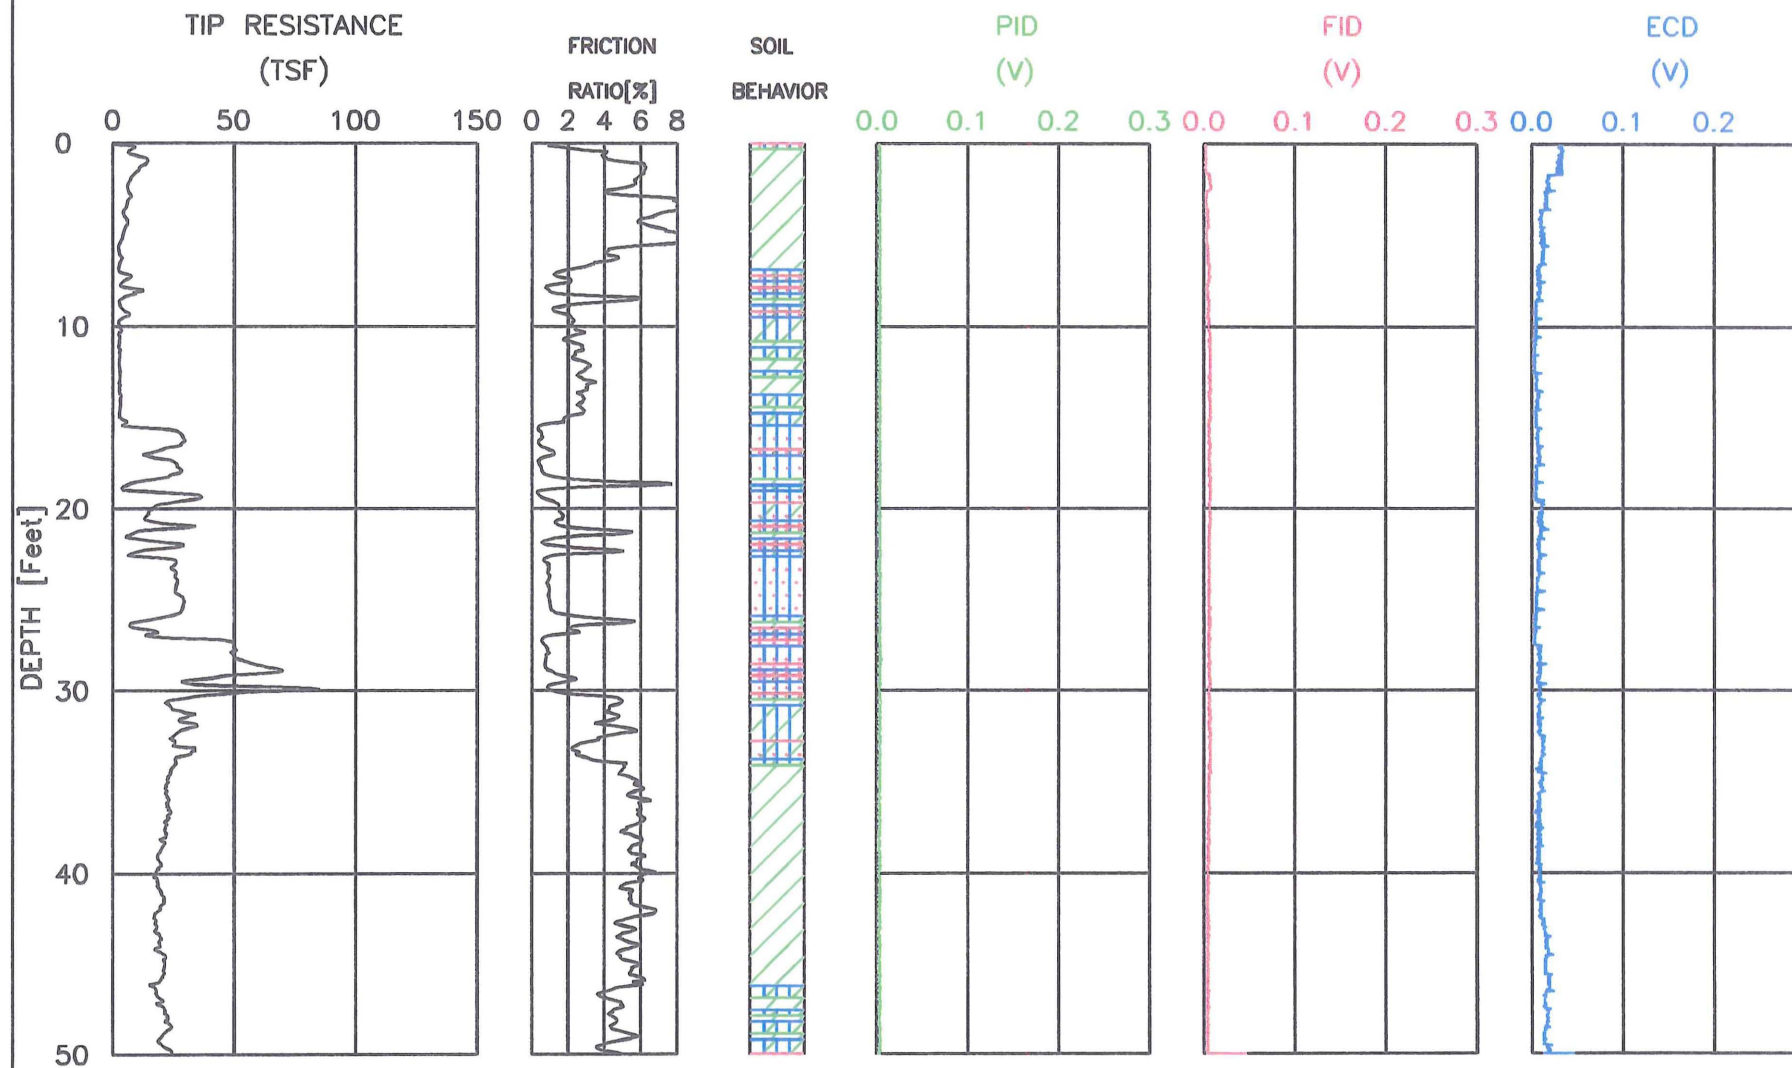 TIP RESISTANCE
(TSF)
0 50 100 150
FRICTION
RATIO[%]
0 2 4 6 8
SOIL
BEHAVIOR
PID
(V)
0.0 0.1 0.2 0.3
FID
(V)
0.0 0.1 0.2 0.3
ECD
(V)
0.0 0.1 0.2
DEPTH [Feet]
0
10
20
30
40
50